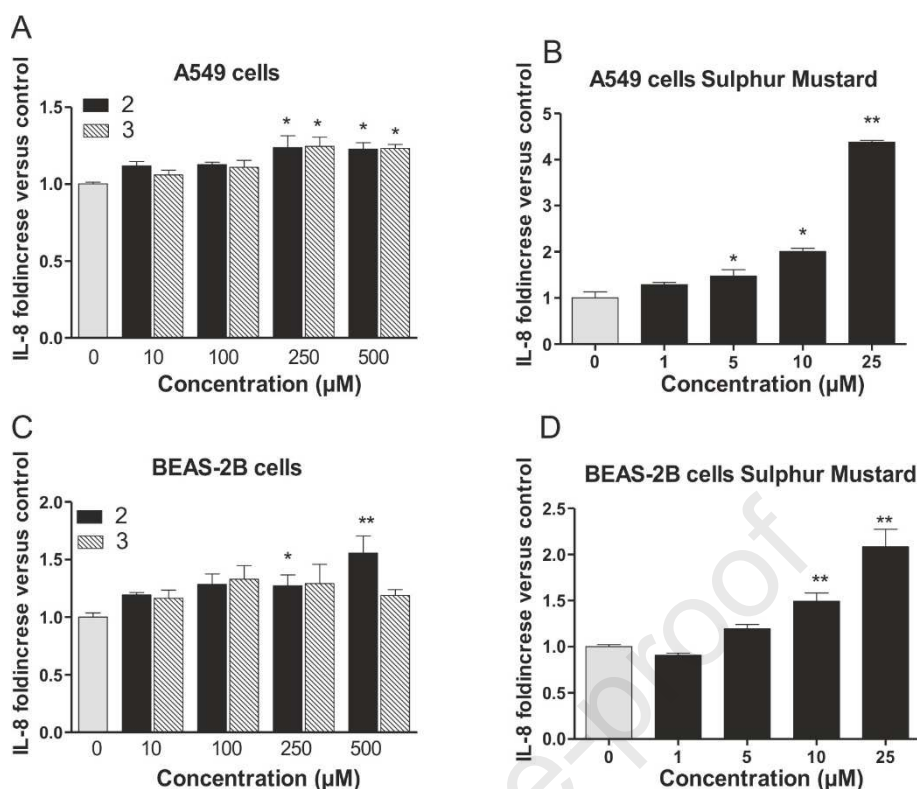 A
A549 cells
IL-8 foldincrese versus control
2
3
* * * *
1.5
1.0
0.5
0.0
0 10 100 250 500
Concentration (µM)
B
A549 cells Sulphur Mustard
IL-8 foldincrese versus control
* * **
6
4
2
1
0
0 1 5 10 25
Concentration (µM)
C
BEAS-2B cells
IL-8 foldincrese versus control
2
3
* **
2.0
1.5
1.0
0.5
0.0
0 10 100 250 500
Concentration (µM)
D
BEAS-2B cells Sulphur Mustard
IL-8 foldincrese versus control
** **
2.5
2.0
1.5
1.0
0.5
0.0
0 1 5 10 25
Concentration (µM)
e-proof